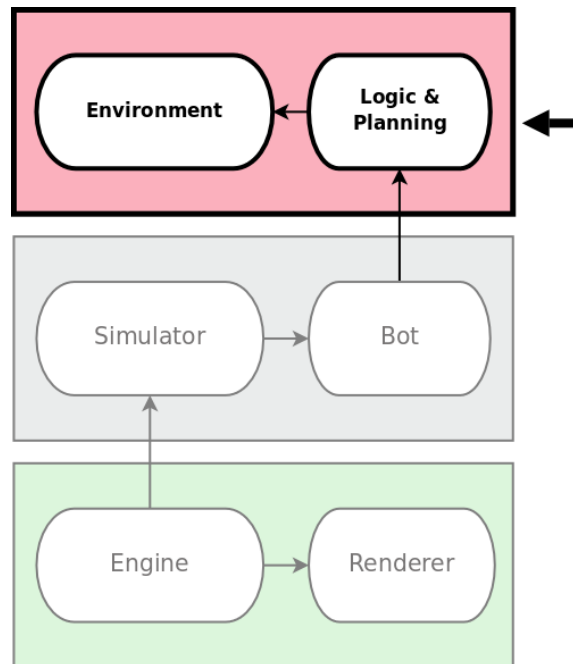 Environment
Logic &
Planning
Simulator
Bot
Engine
Renderer